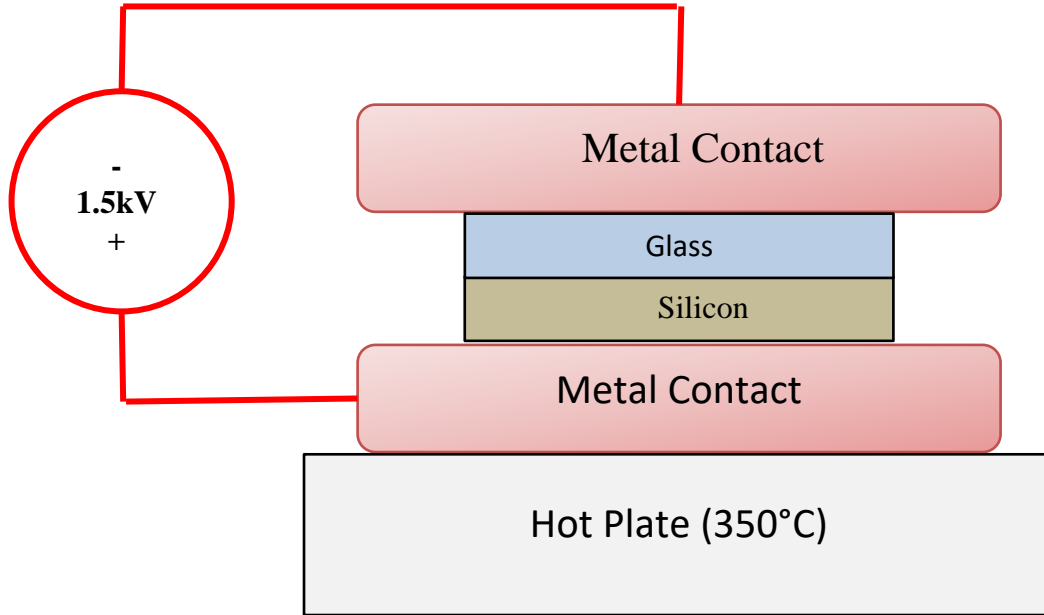 Metal Contact
-
1.5kV
+
Glass
Silicon
Metal Contact
Hot Plate (350°C)